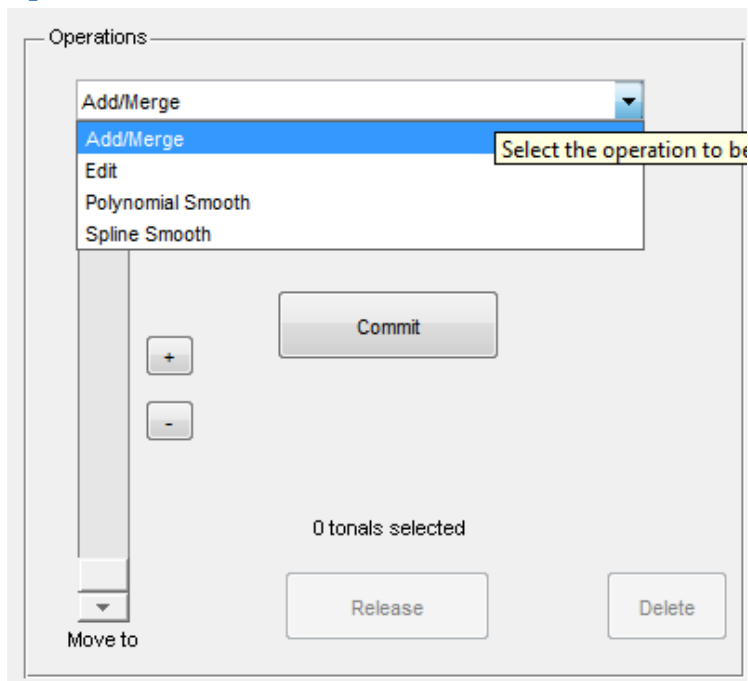 Operations
Add/Merge
Add/Merge
Select the operation to be
Edit
Polynomial Smooth
Spline Smooth
Commit
+
-
0 tonals selected
Release
Delete
Move to